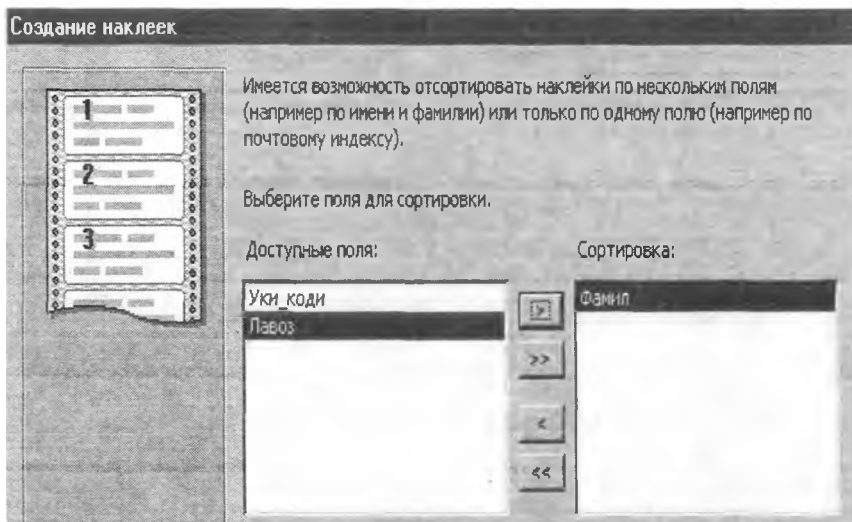 Создание наклеек
1
2
3
Имеется возможность отсортировать наклейки по нескольким полям
(например по имени и фамилии) или только по одному полю (например по
почтовому индексу).
Выберите поля для сортировки.
Доступные поля:
Уки_коди
Лавоз
>
>>
<
<<
Сортировка:
Фамил